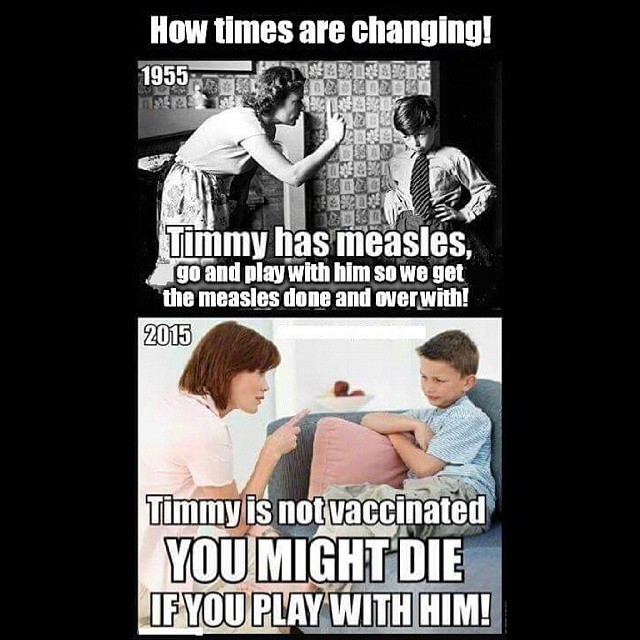 How times are changing!
1955
Timmy has measles,
go and play with him so we get
the measles done and over with!
2015
Timmy is not vaccinated
YOU MIGHT DIE
IF YOU PLAY WITH HIM!